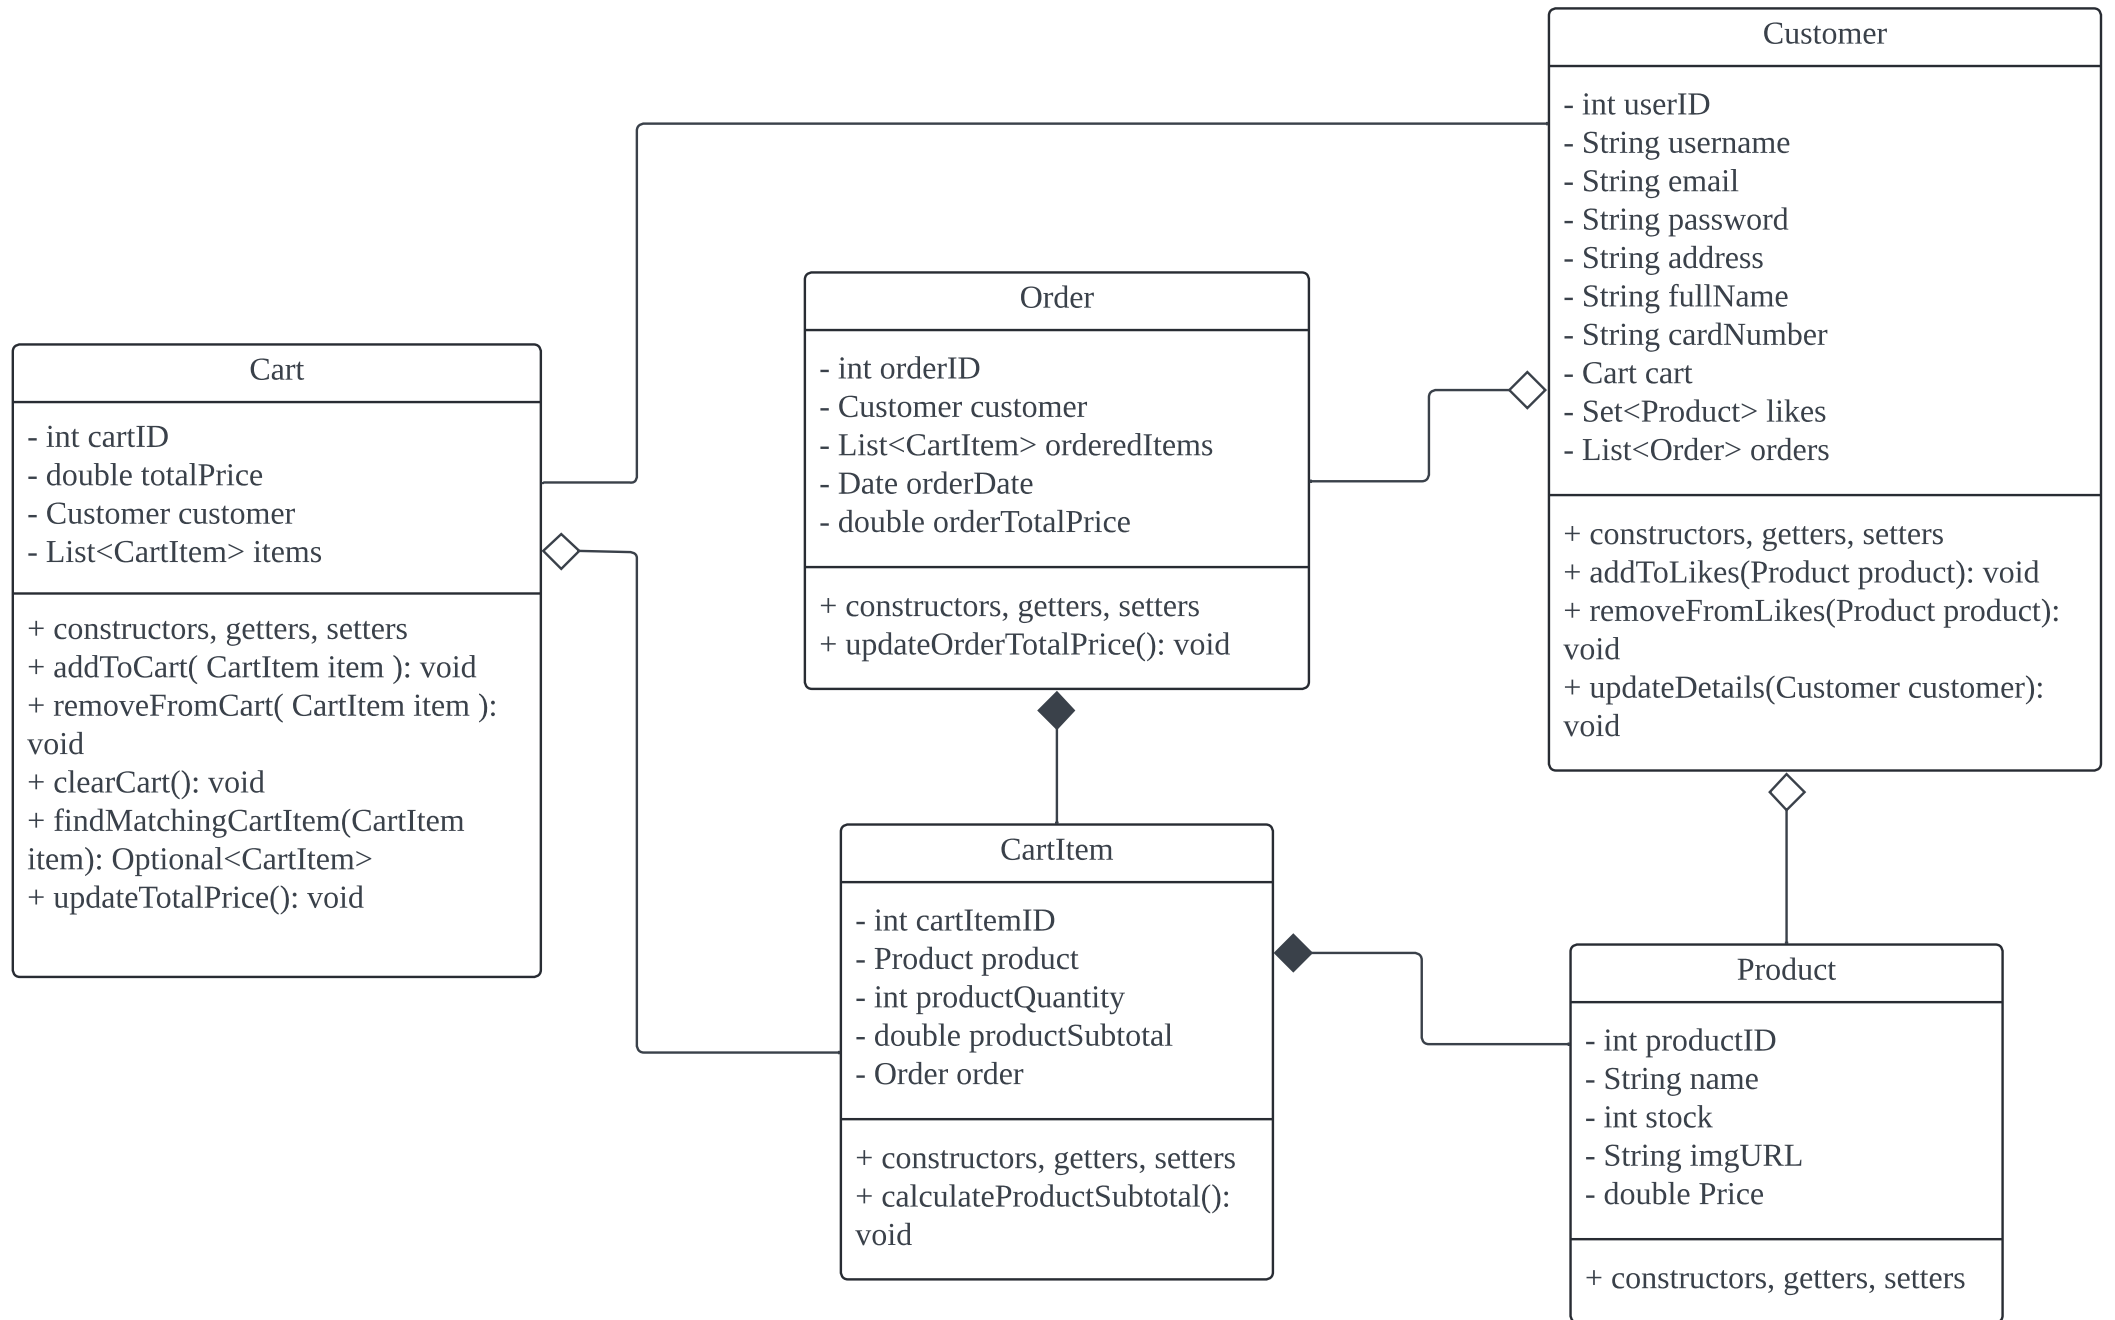 Customer
- int userID
- String username
- String email
- String password
- String address
- String fullName
- String cardNumber
- Cart cart
- Set<Product> likes
- List<Order> orders
+ constructors, getters, setters
+ addToLikes(Product product): void
+ removeFromLikes(Product product):
void
+ updateDetails(Customer customer):
void
Order
- int orderID
- Customer customer
- List<CartItem> orderedItems
- Date orderDate
- double orderTotalPrice
+ constructors, getters, setters
+ updateOrderTotalPrice(): void
Cart
- int cartID
- double totalPrice
- Customer customer
- List<CartItem> items
+ constructors, getters, setters
+ addToCart( CartItem item ): void
+ removeFromCart( CartItem item ):
void
+ clearCart(): void
+ findMatchingCartItem(CartItem
item): Optional<CartItem>
+ updateTotalPrice(): void
CartItem
- int cartItemID
- Product product
- int productQuantity
- double productSubtotal
- Order order
+ constructors, getters, setters
+ calculateProductSubtotal():
void
Product
- int productID
- String name
- int stock
- String imgURL
- double Price
+ constructors, getters, setters